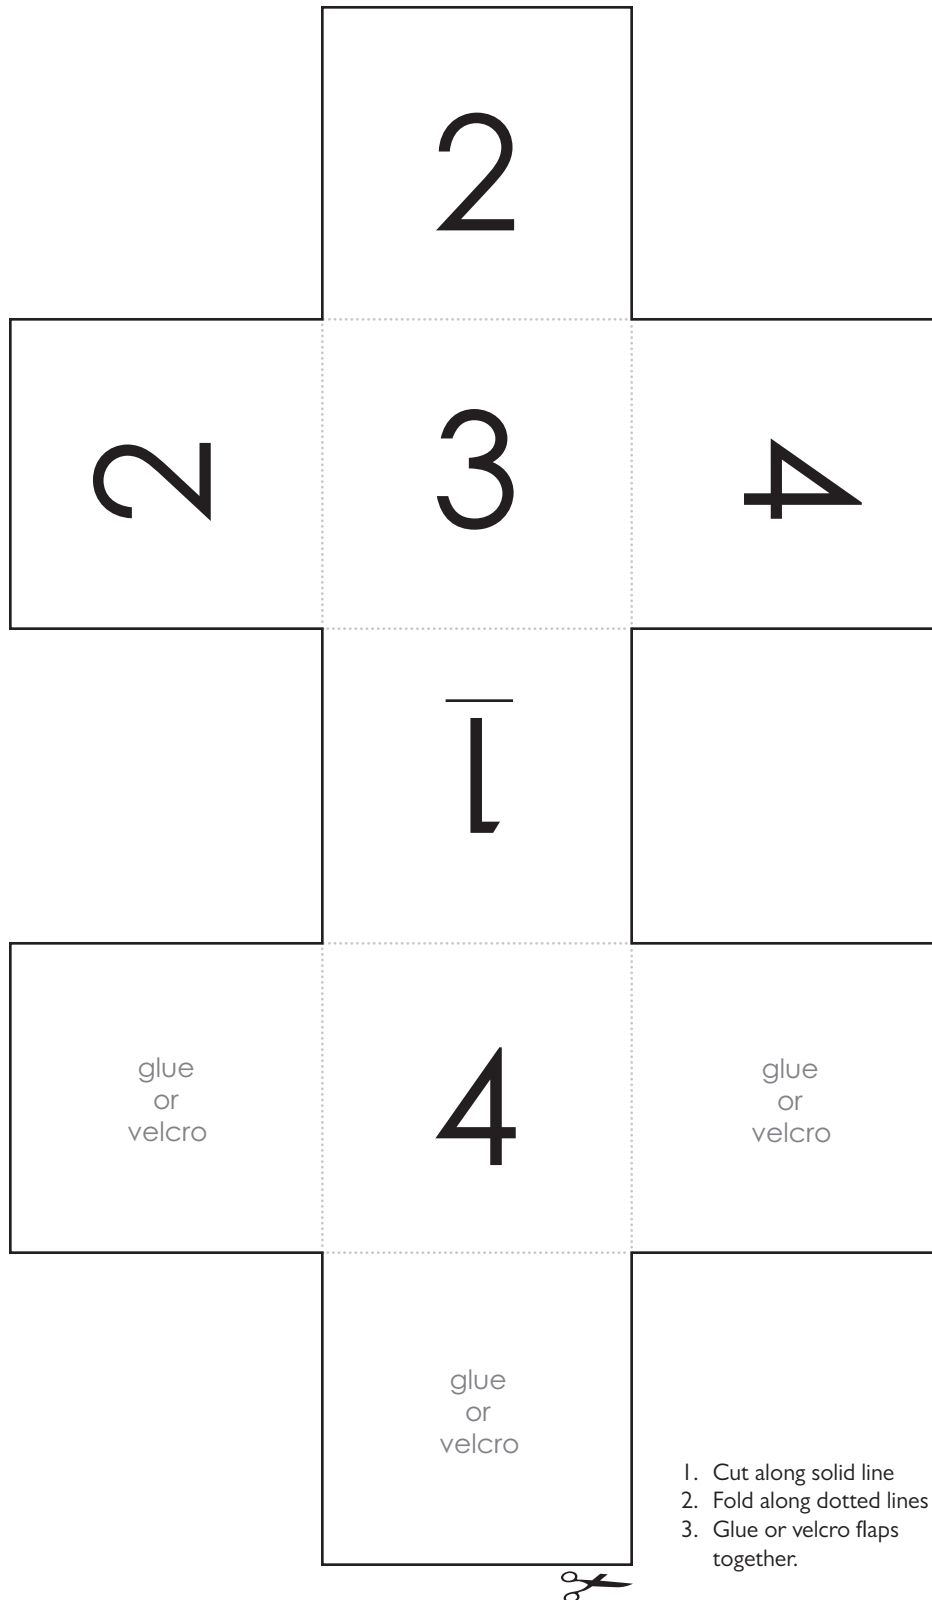 2
2
3
4
1
glue
or
velcro
4
glue
or
velcro
glue
or
velcro
1. Cut along solid line
2. Fold along dotted lines
3. Glue or velcro flaps
together.